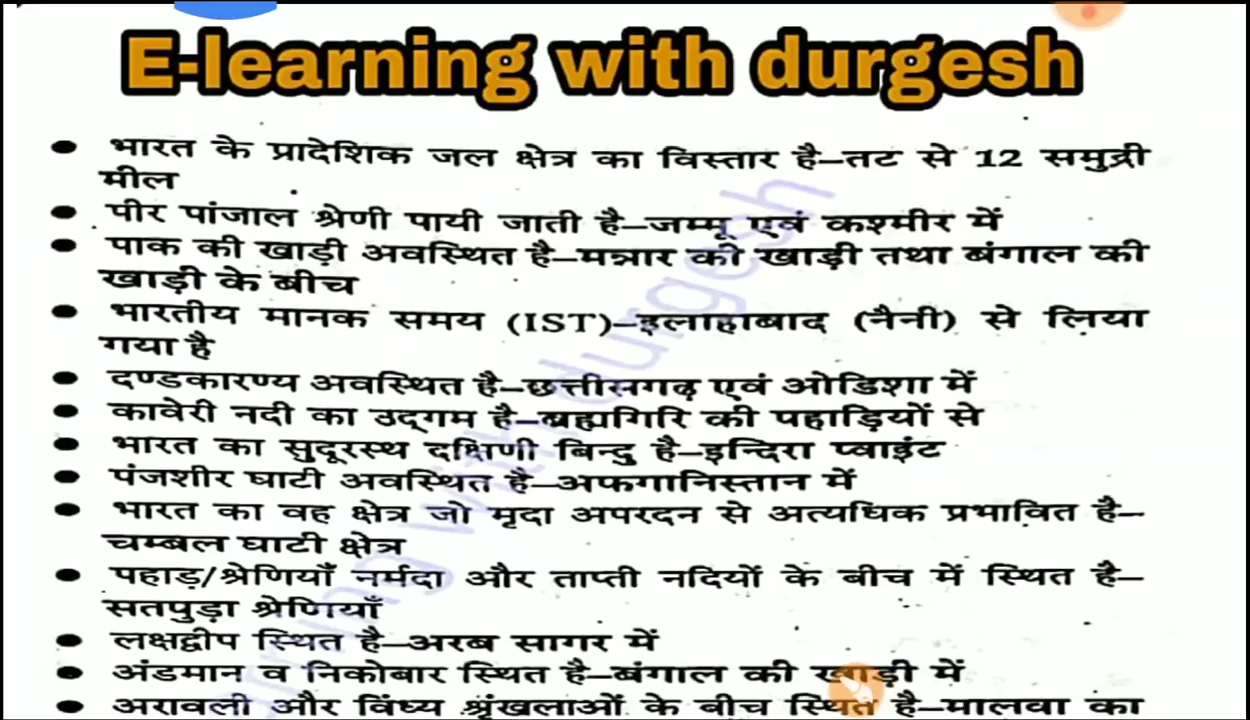 E-learning with durgesh
● भारत के प्रादेशिक जल क्षेत्र का विस्तार है–तट से 12 समुद्री
मील
● पीर पांजाल श्रेणी पायी जाती है–जम्मू एवं कश्मीर में
● पाक की खाड़ी अवस्थित है–मन्नार की खाड़ी तथा बंगाल की
खाड़ी के बीच
● भारतीय मानक समय (IST)–इलाहाबाद (नैनी) से लिया
गया है
● दण्डकारण्य अवस्थित है–छत्तीसगढ़ एवं ओडिशा में
● कावेरी नदी का उद्गम है–ब्रह्मगिरि की पहाड़ियों से
● भारत का सुदूरस्थ दक्षिणी बिन्दु है–इन्दिरा प्वाइंट
● पंजशीर घाटी अवस्थित है–अफगानिस्तान में
● भारत का वह क्षेत्र जो मृदा अपरदन से अत्यधिक प्रभावित है–
चम्बल घाटी क्षेत्र
● पहाड़/श्रेणियाँ नर्मदा और ताप्ती नदियों के बीच में स्थित है–
सतपुड़ा श्रेणियाँ
● लक्षद्वीप स्थित है–अरब सागर में
● अंडमान व निकोबार स्थित है–बंगाल की खाड़ी में
● अरावली और विंध्य श्रृंखलाओं के बीच स्थित है–मालवा का
learning with durgesh